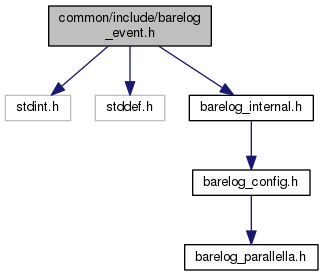 common/include/barelog
_event.h
stdint.h
stddef.h
barelog_internal.h
barelog_config.h
barelog_parallella.h